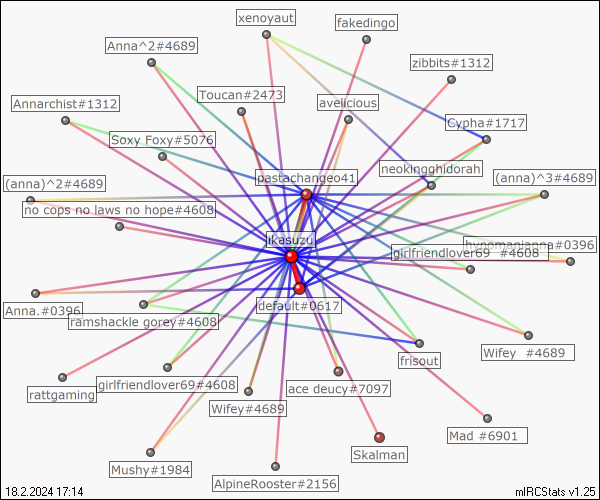 xenoyaut
fakedingo
Anna^2#4689
zibbits#1312
Toucan#2473
avelicious
Annarchist#1312
Cypha#1717
Soxy Foxy#5076
neokingghidorah
pastachangeo41
(anna)^2#4689
(anna)^3#4689
no cops no laws no hope#4608
ikasuzu
hypomanianna#0396
girlfriendlover69 #4608
Anna.#0396
default#0617
ramshackle gorey#4608
Wifey #4689
frisout
girlfriendlover69#4608
ace deucy#7097
rattgaming
Wifey#4689
Mad #6901
Skalman
Mushy#1984
AlpineRooster#2156
18.2.2024 17:14
mIRCStats v1.25